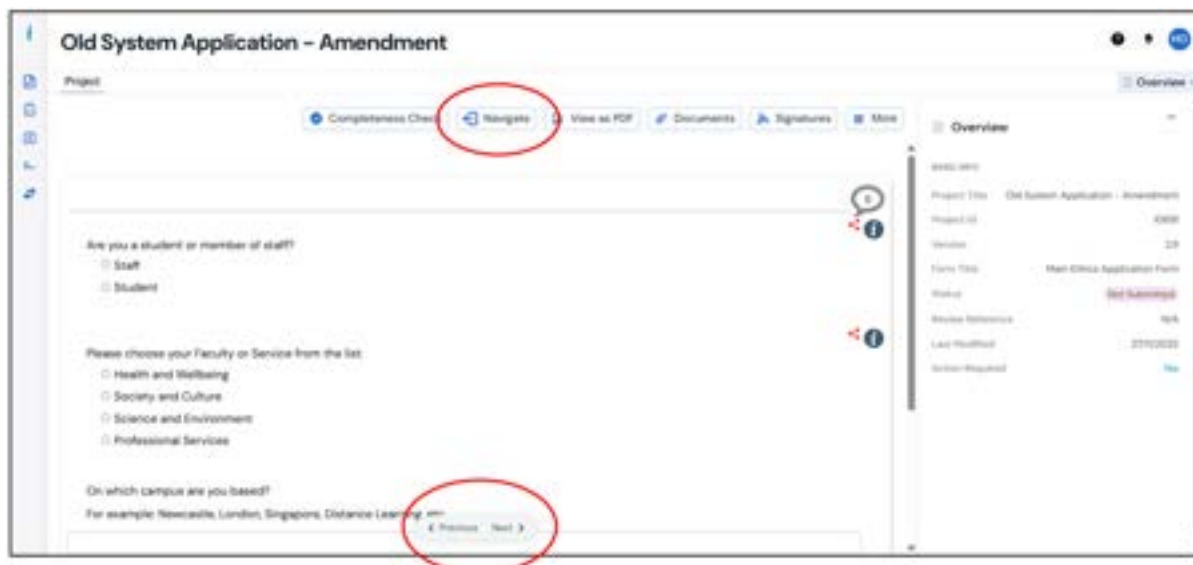 Old System Application – Amendment
HO
Project
Overview
Completeness Check
Navigate
View as PDF
Documents
Signatures
More
Overview
BASIC INFO
Project Title Old System Application - Amendment
Project Id
Version
Form Title Main Ethics Application Form
Status Not Submitted
Review Reference N/A
Last Modified
Action Required Yes
Are you a student or member of staff?
Staff
Student
Please choose your Faculty or Service from the list
Health and Wellbeing
Society and Culture
Science and Environment
Professional Services
On which campus are you based?
For example: Newcastle, London, Singapore, Distance Learning, etc
Previous Next